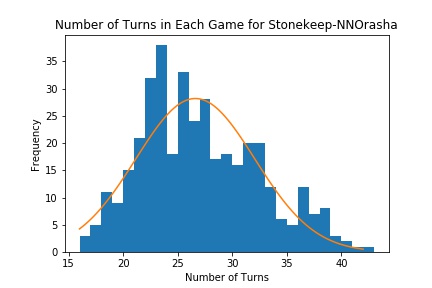 Number of Turns in Each Game for Stonekeep-NNOrasha
Frequency
35
30
25
20
15
10
5
0
15 20 25 30 35 40
Number of Turns